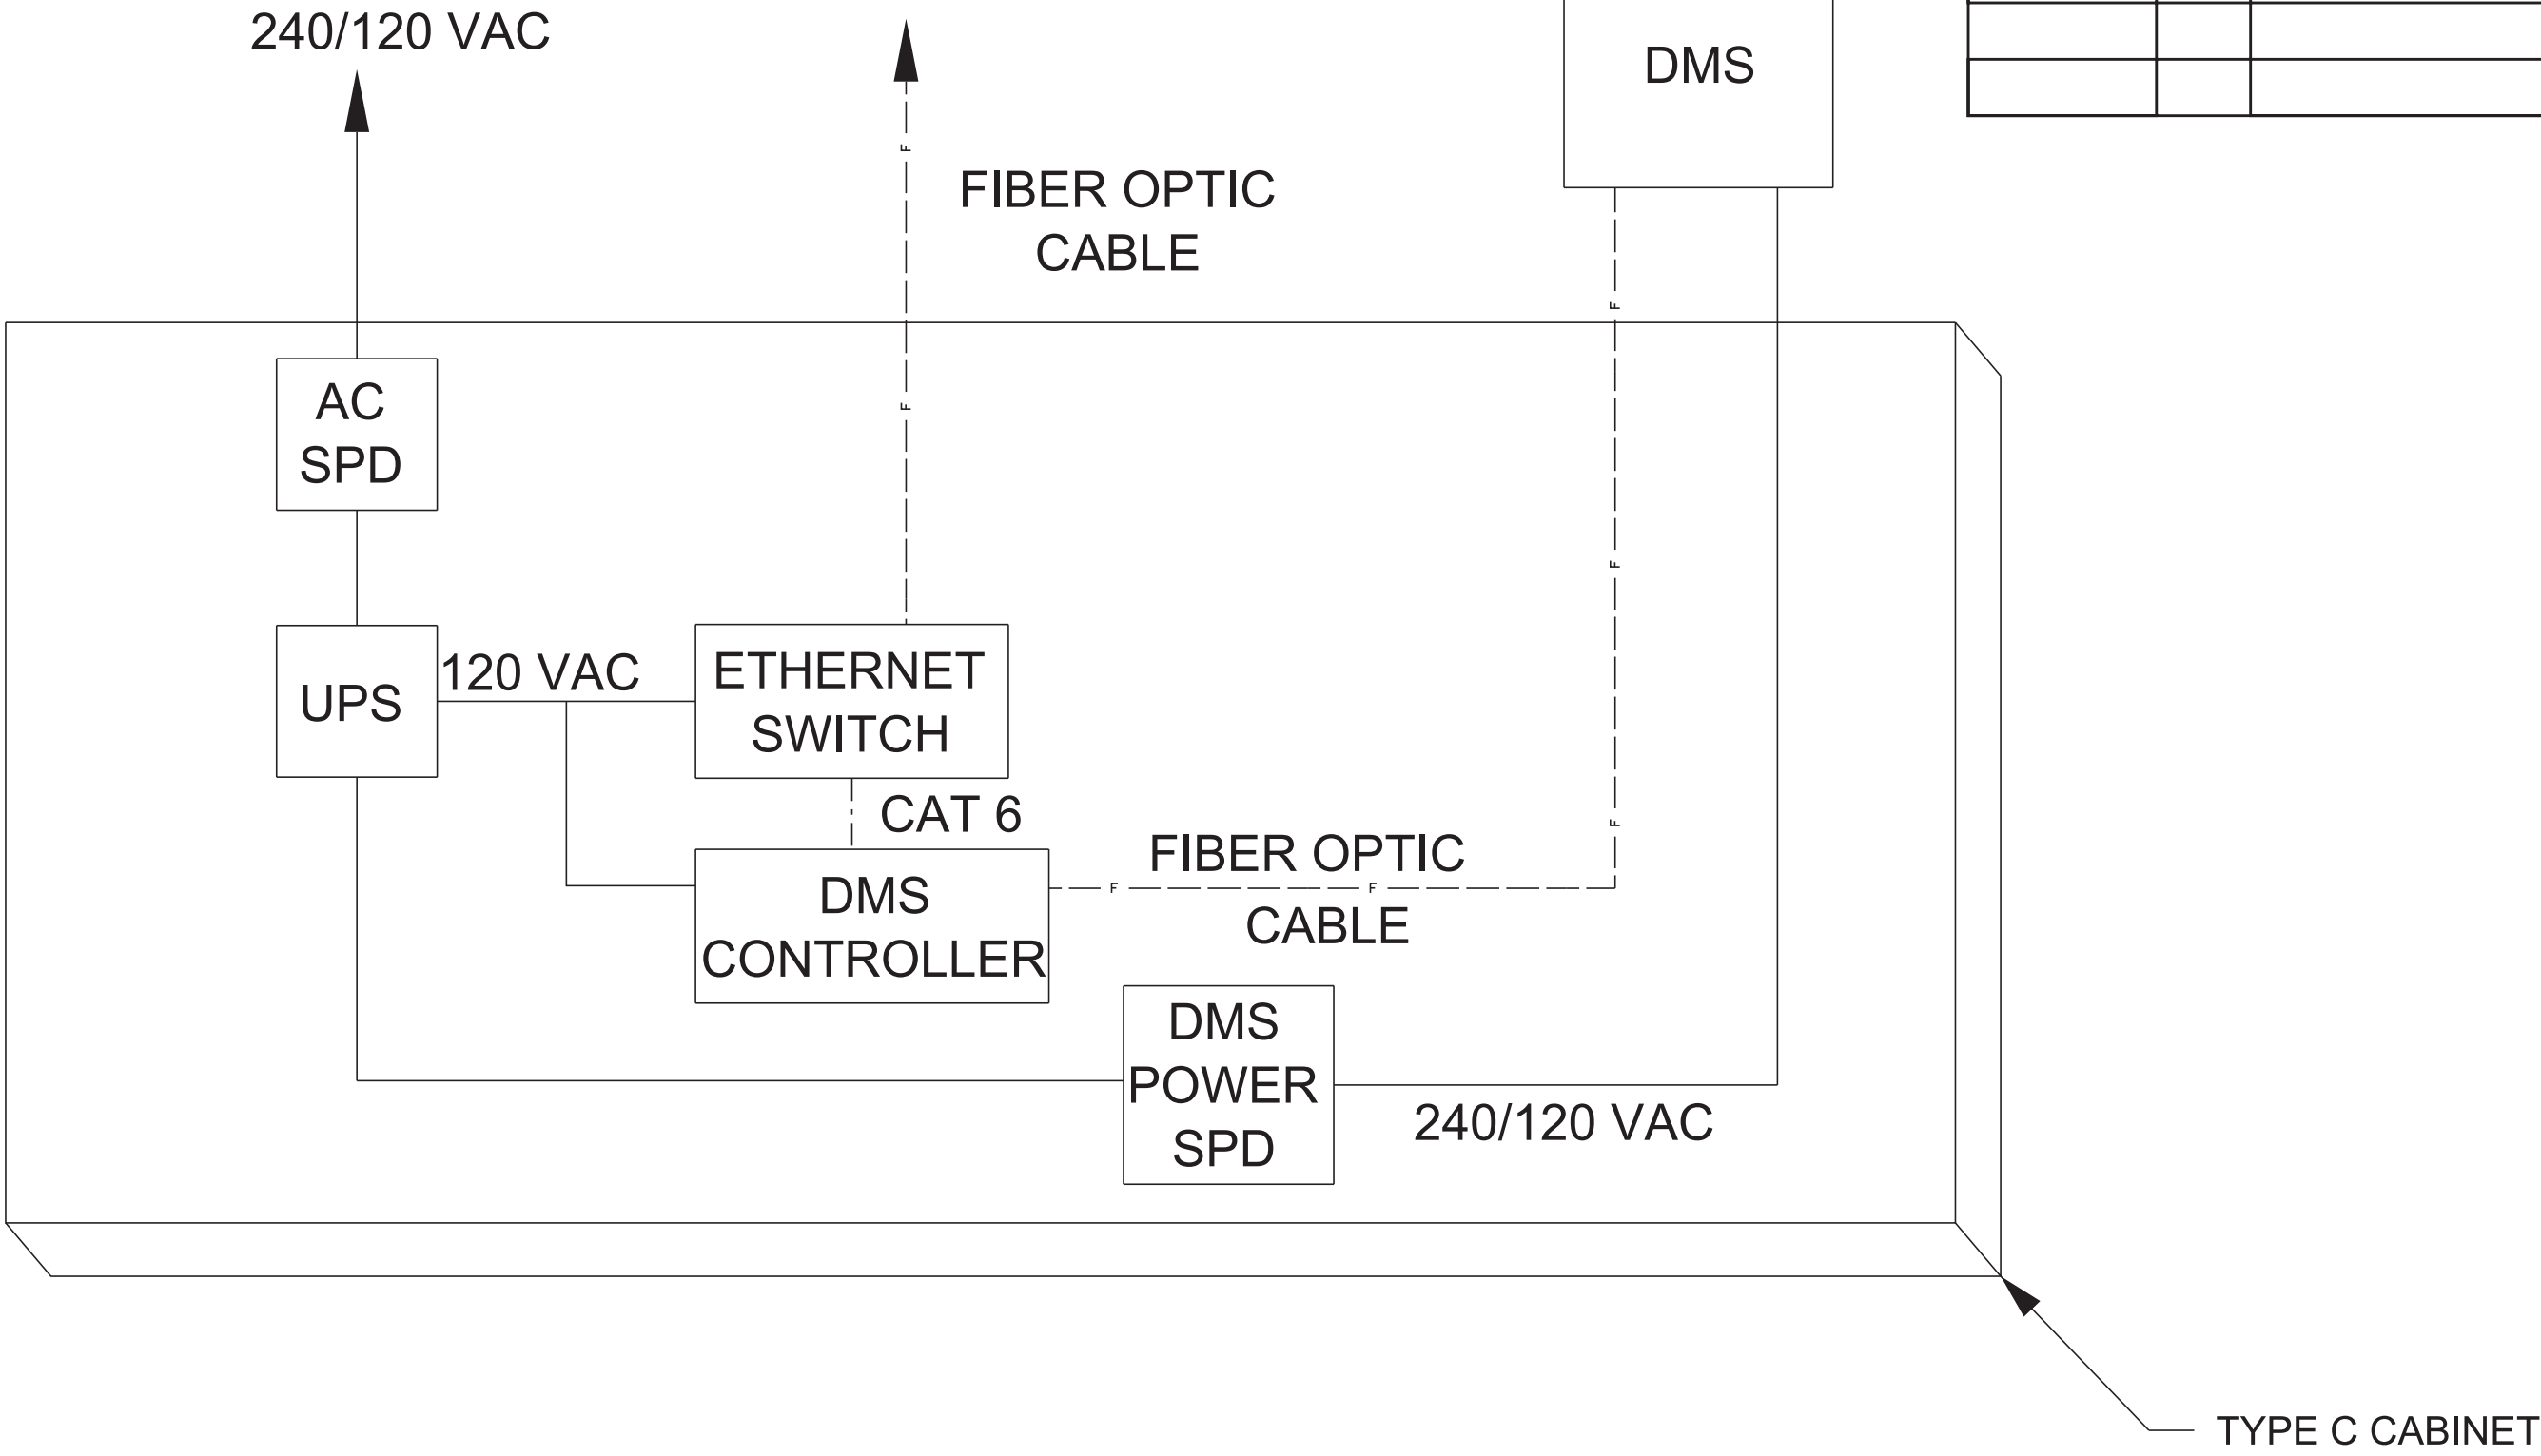 240/120 VAC
DMS
FIBER OPTIC
CABLE
F
F
AC
SPD
F
F
UPS
120 VAC
ETHERNET
SWITCH
CAT 6
F
FIBER OPTIC
F
F
CABLE
DMS
CONTROLLER
DMS
POWER
SPD
240/120 VAC
TYPE C CABINET